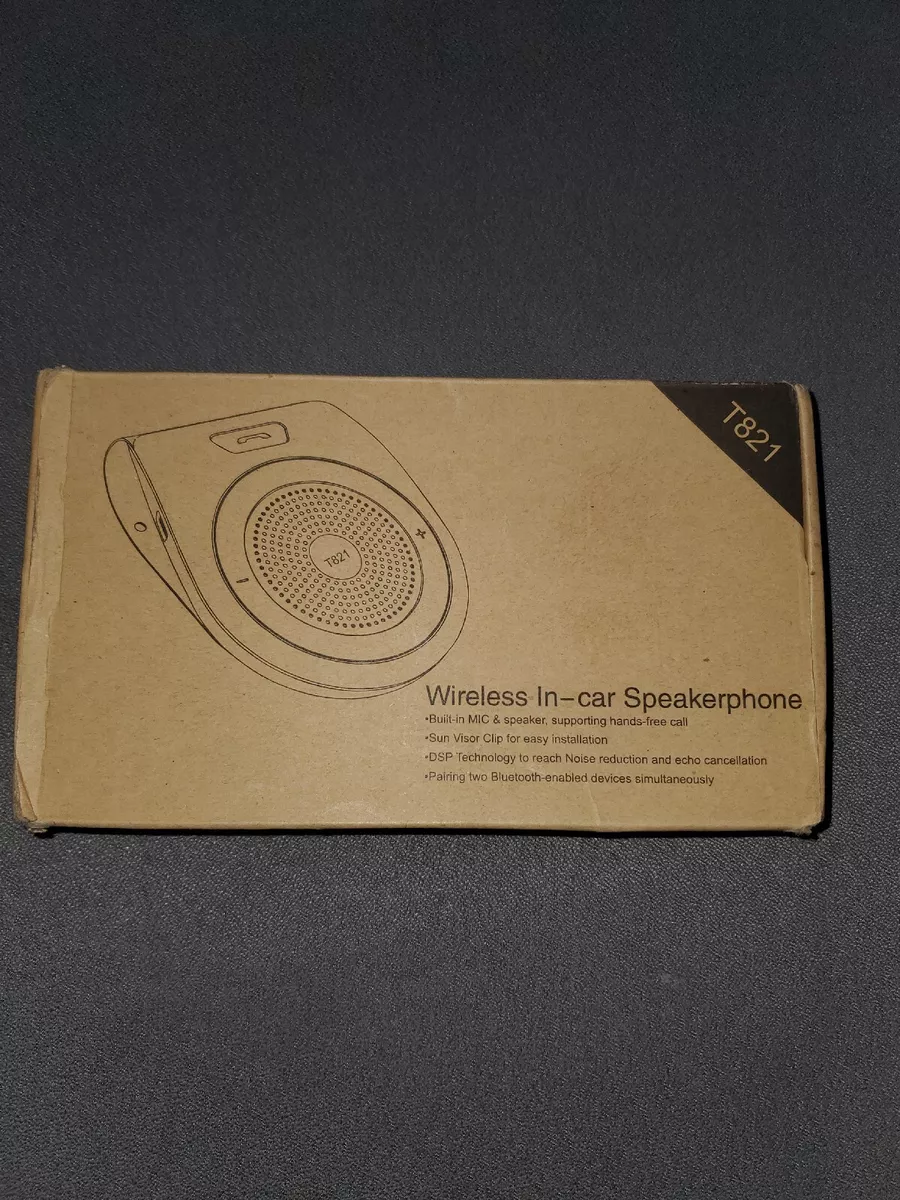 T821
T821
+
-
Wireless In-car Speakerphone
•Built-in MIC & speaker, supporting hands-free call
•Sun Visor Clip for easy installation
•DSP Technology to reach Noise reduction and echo cancellation
•Pairing two Bluetooth-enabled devices simultaneously